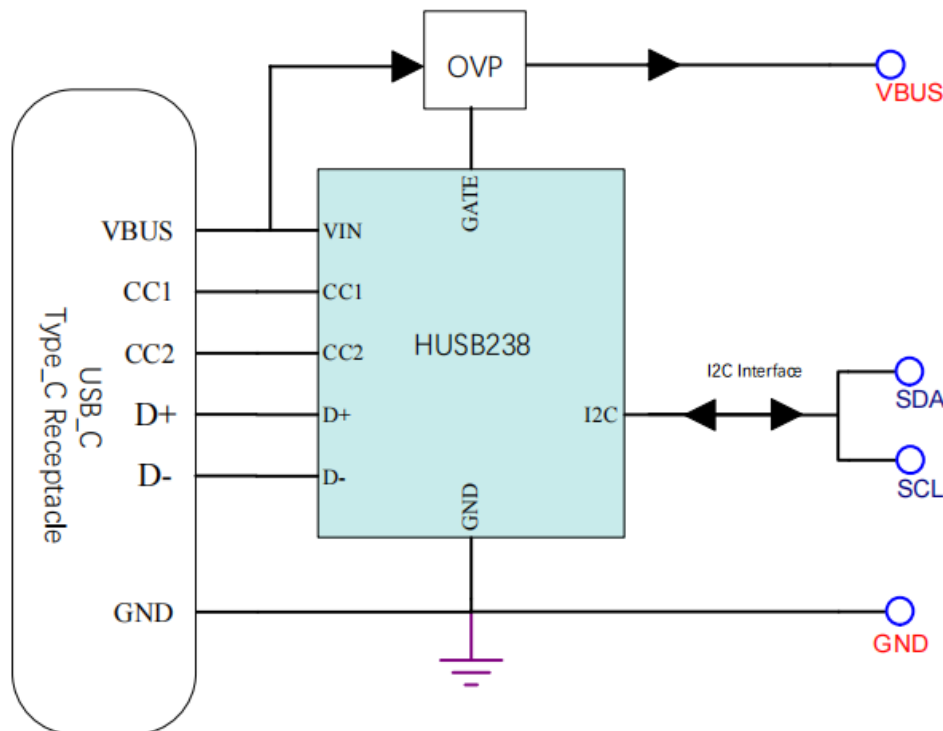 OVP
VBUS
GATE
VBUS
VIN
CC1
CC1
CC2
CC2
HUSB238
I2C Interface
D+
D+
I2C
SDA
D-
D-
SCL
GND
USB_C
Type_C Receptacle
GND
GND